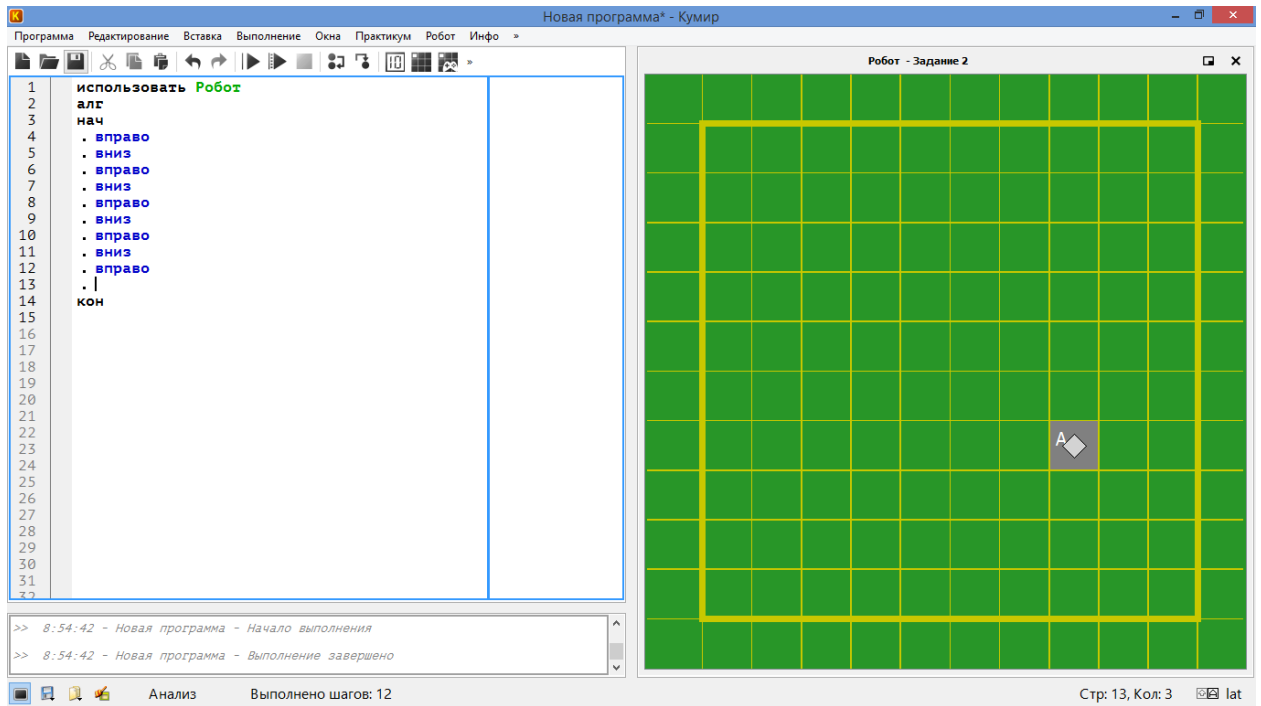 K Новая программа* - Кумир
Программа Редактирование Вставка Выполнение Окна Практикум Робот Инфо »
»
Робот - Задание 2
1 использовать Робот
2 алг
3 нач
4 . вправо
5 . вниз
6 . вправо
7 . вниз
8 . вправо
9 . вниз
10 . вправо
11 . вниз
12 . вправо
13 .
14 кон
15
16
17
18
19
20
21
22
23
24
25
26
27
28
29
30
31
32
А
>> 8:54:42 - Новая программа - Начало выполнения
>> 8:54:42 - Новая программа - Выполнение завершено
Анализ Выполнено шагов: 12 Стр: 13, Кол: 3 lat